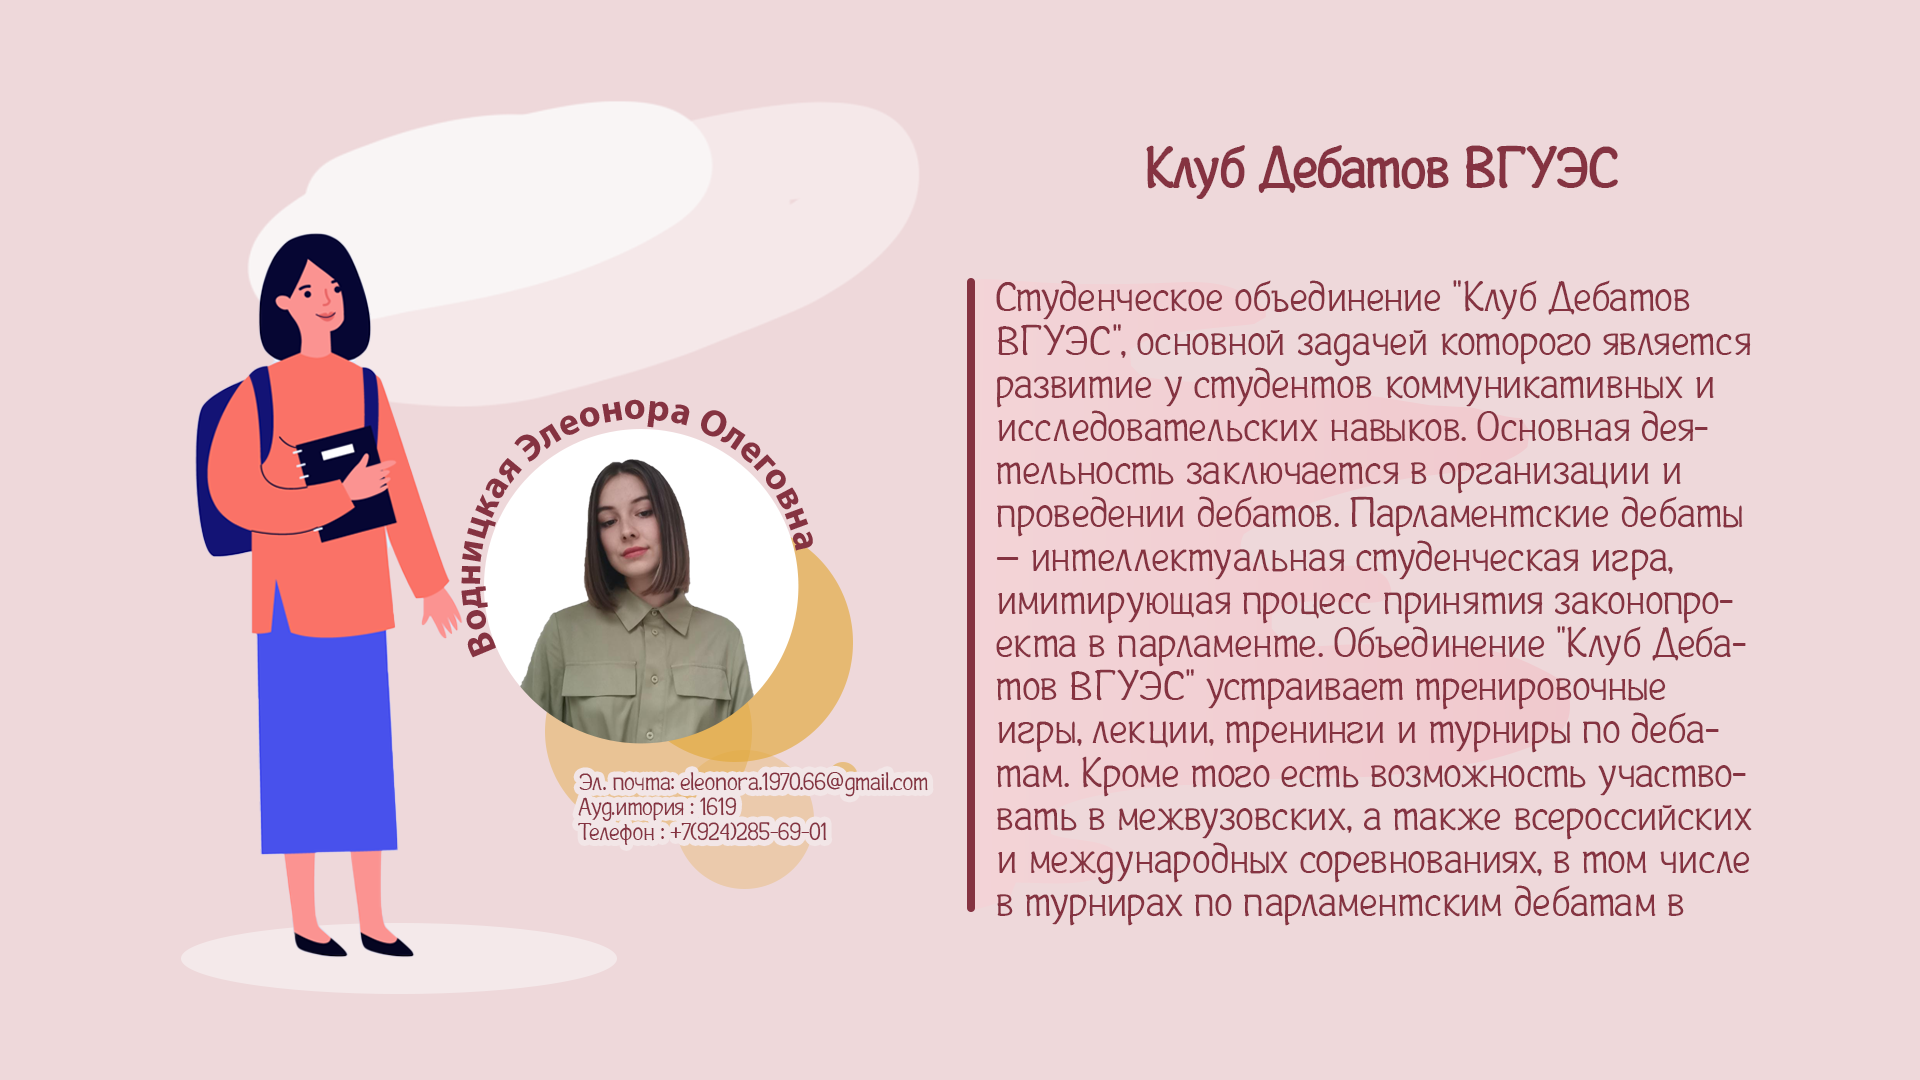 Клуб Дебатов ВГУЭС
Водницкая Элеонора Олеговна
Эл. почта: eleonora.1970.66@gmail.com
Ауд.итория : 1619
Телефон : +7(924)285-69-01
Студенческое объединение "Клуб Дебатов
ВГУЭС", основной задачей которого является
развитие у студентов коммуникативных и
исследовательских навыков. Основная дея-
тельность заключается в организации и
проведении дебатов. Парламентские дебаты
– интеллектуальная студенческая игра,
имитирующая процесс принятия законопро-
екта в парламенте. Объединение "Клуб Деба-
тов ВГУЭС" устраивает тренировочные
игры, лекции, тренинги и турниры по деба-
там. Кроме того есть возможность участво-
вать в межвузовских, а также всероссийских
и международных соревнованиях, в том числе
в турнирах по парламентским дебатам в